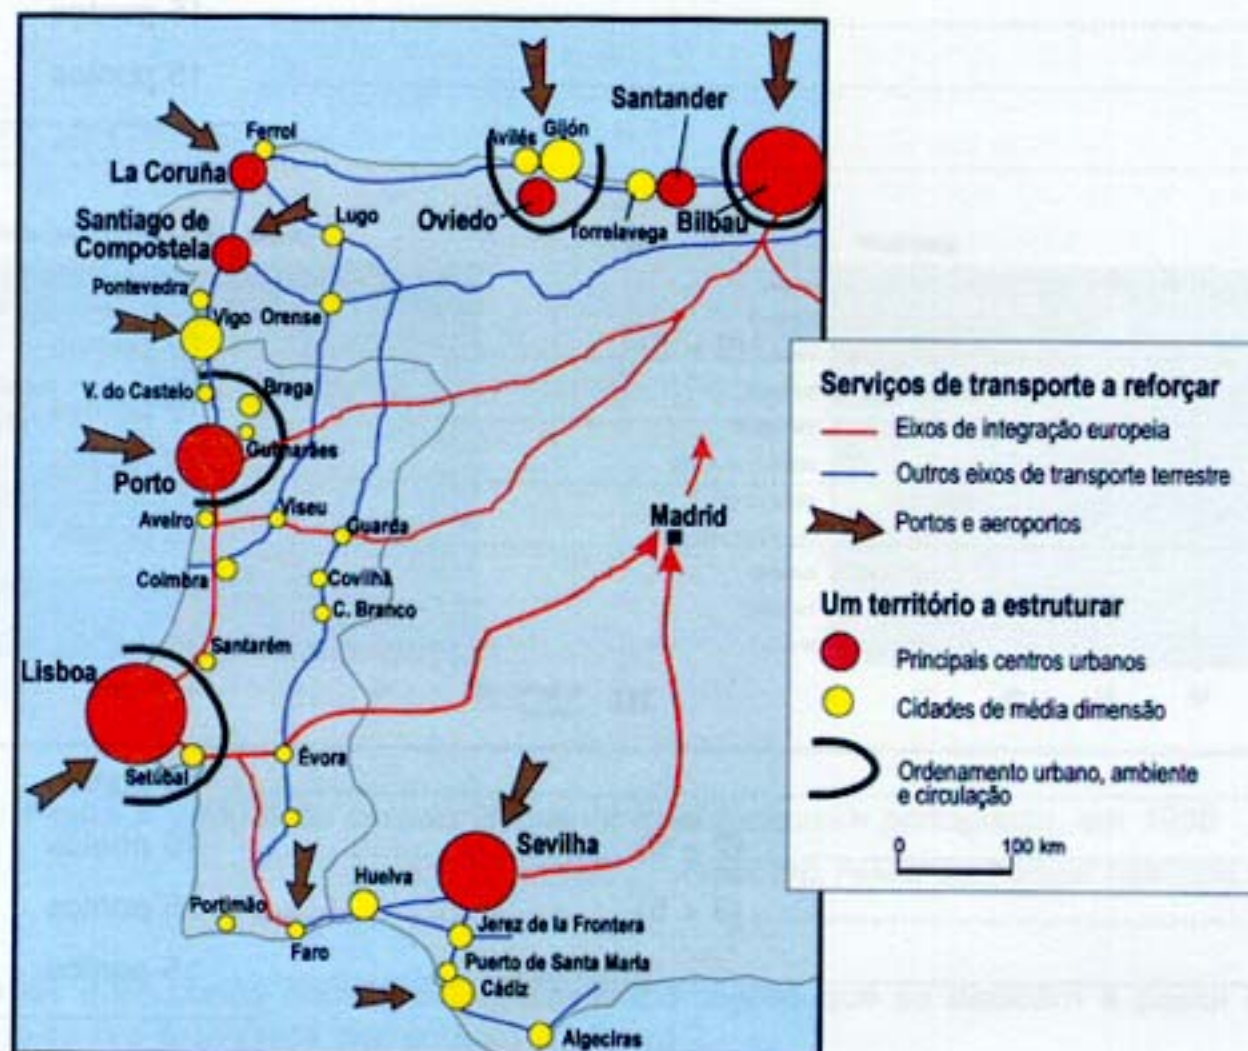 Santander
Ferrol
Avilés
Gijón
La Coruña
Santiago de
Compostela
Lugo
Oviedo
Torrelavega
Bilbau
Pontevedra
Vigo
Orense
V. do Castelo
Braga
Guimarães
Porto
Aveiro
Viseu
Guarda
Madrid
Coimbra
Covilhã
C. Branco
Santarém
Lisboa
Setúbal
Évora
Sevilha
Huelva
Portimão
Faro
Jerez de la Frontera
Puerto de Santa Maria
Cádiz
Algeciras
Serviços de transporte a reforçar
Eixos de integração europeia
Outros eixos de transporte terrestre
Portos e aeroportos
Um território a estruturar
Principais centros urbanos
Cidades de média dimensão
Ordenamento urbano, ambiente
e circulação
0 100 km